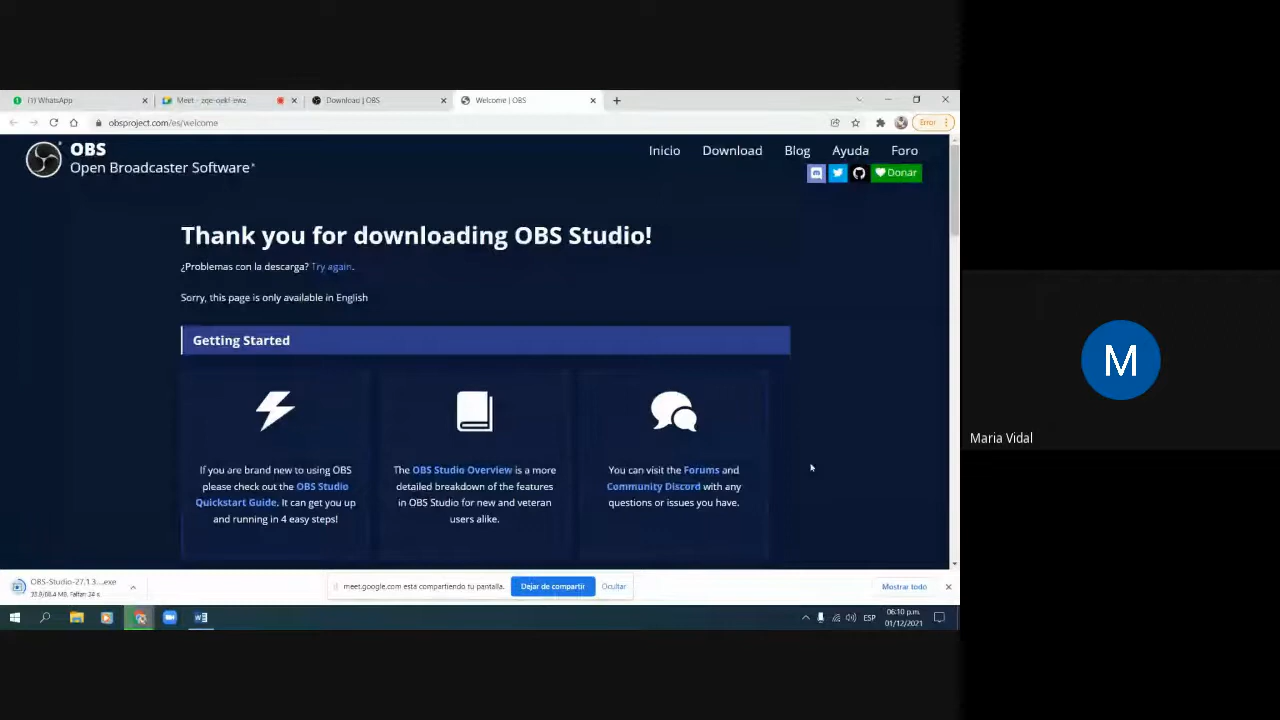 (1) WhatsApp
Download | OBS
Welcome | OBS
obsproject.com/es/welcome
Error
OBS
Open Broadcaster Software
Inicio
Download
Blog
Ayuda
Foro
Donar
Thank you for downloading OBS Studio!
¿Problemas con la descarga? Try again.
Sorry, this page is only available in English
Getting Started
If you are brand new to using OBS
please check out the OBS Studio
Quickstart Guide. It can get you up
and running in 4 easy steps!
The OBS Studio Overview is a more
detailed breakdown of the features
in OBS Studio for new and veteran
users alike.
You can visit the Forums and
Community Discord with any
questions or issues you have.
M
Maria Vidal
OBS-Studio-27.1.3....exe
meet.google.com está compartiendo tu pantalla.
Dejar de compartir
Ocultar
Mostrar todo
ESP
06:10 p.m.
01/12/2021